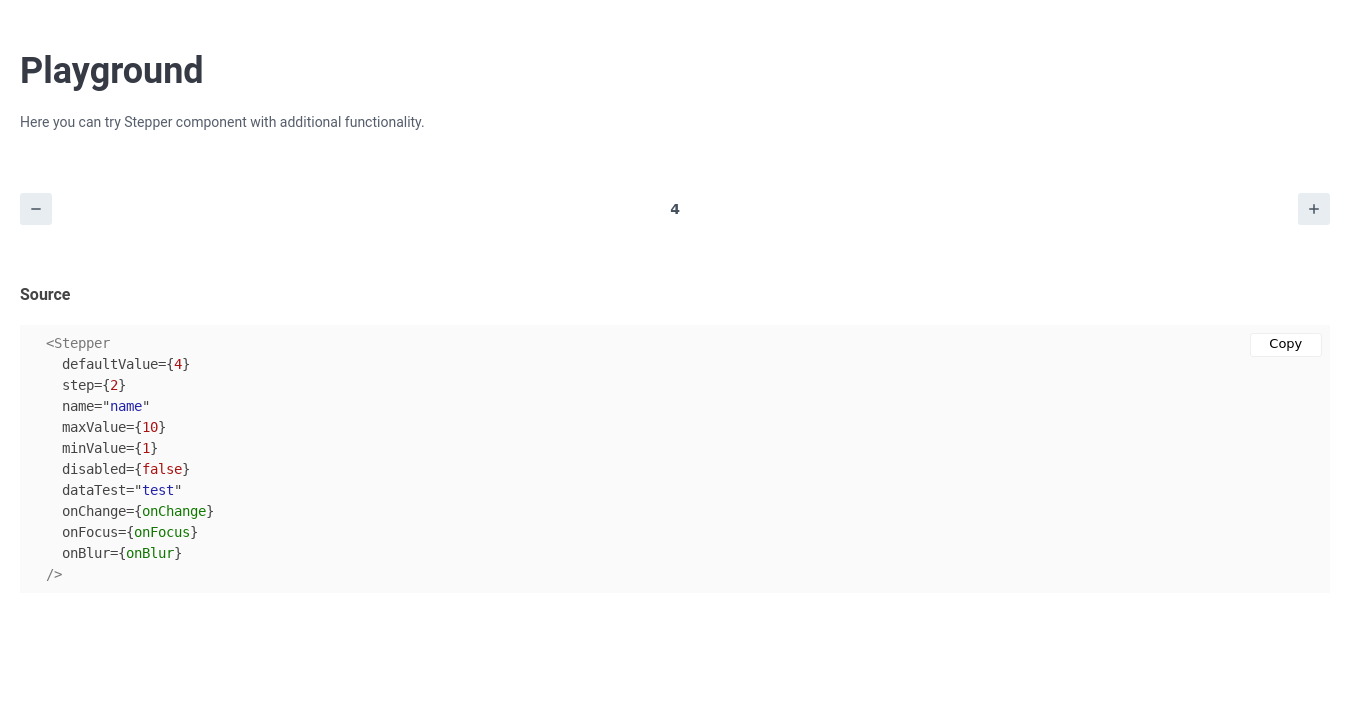 Playground
Here you can try Stepper component with additional functionality.
− 4 +
Source
Copy
<Stepper
  defaultValue={4}
  step={2}
  name="name"
  maxValue={10}
  minValue={1}
  disabled={false}
  dataTest="test"
  onChange={onChange}
  onFocus={onFocus}
  onBlur={onBlur}
/>